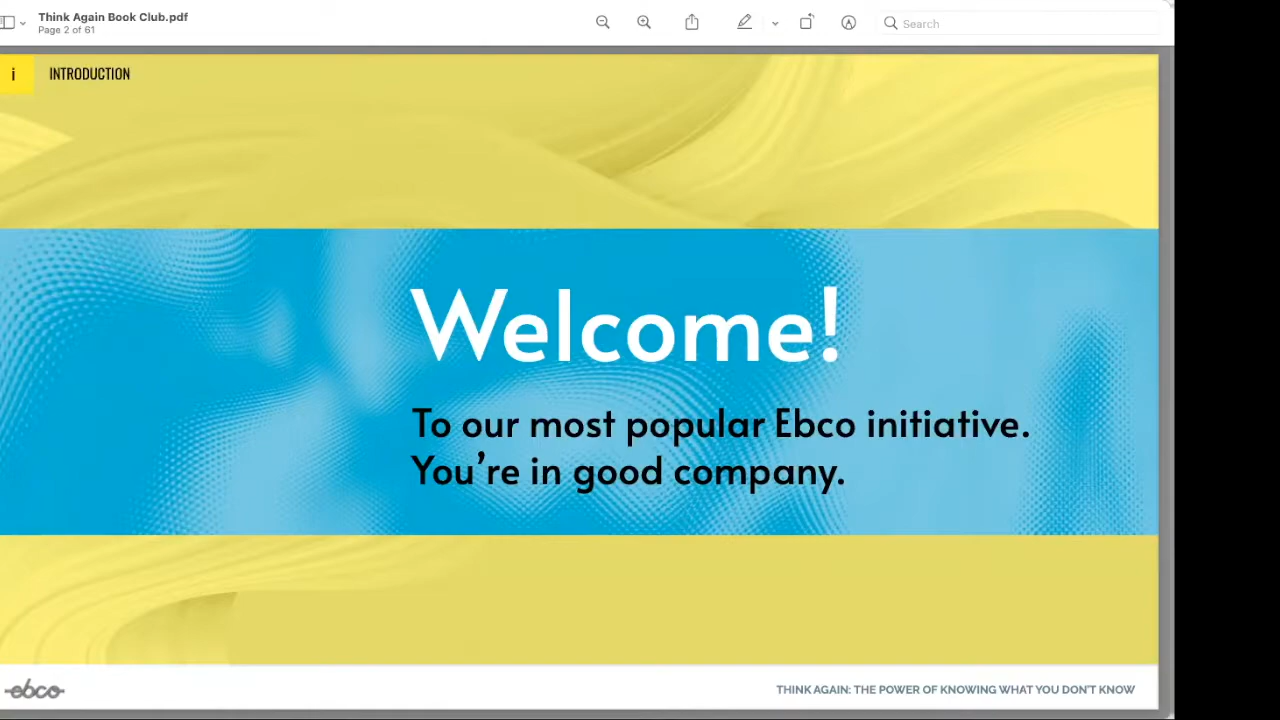 Think Again Book Club.pdf
Page 2 of 61
Search
i INTRODUCTION
Welcome!
To our most popular Ebco initiative.
You're in good company.
ebco
THINK AGAIN: THE POWER OF KNOWING WHAT YOU DON'T KNOW